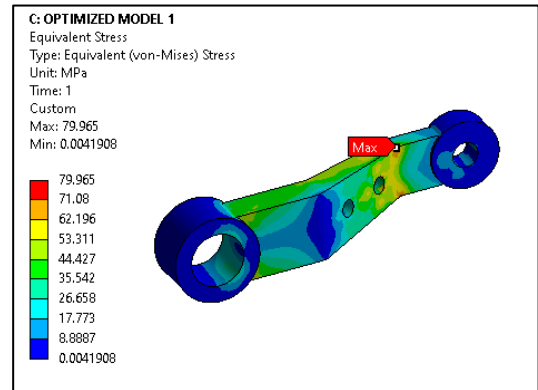 C: OPTIMIZED MODEL 1
Equivalent Stress
Type: Equivalent (von-Mises) Stress
Unit: MPa
Time: 1
Custom
Max: 79.965
Min: 0.0041908
Max
79.965
71.08
62.196
53.311
44.427
35.542
26.658
17.773
8.8887
0.0041908